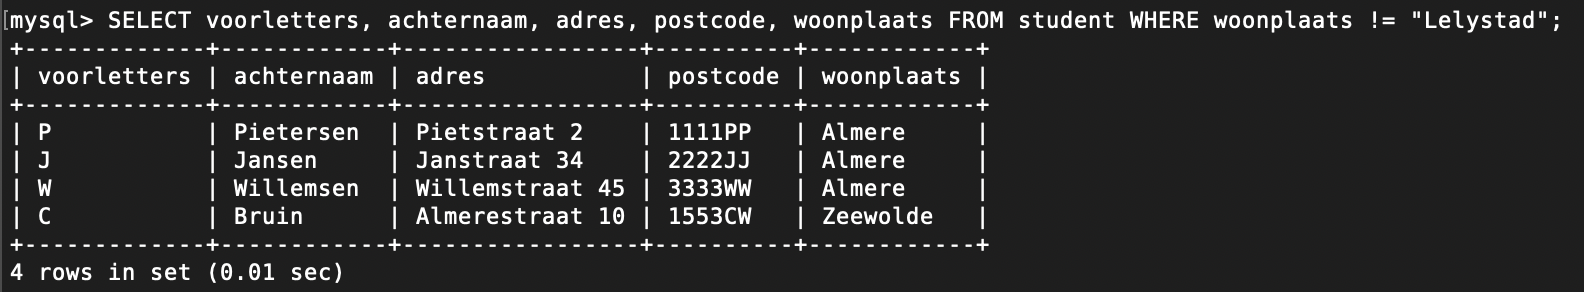 [mysql> SELECT voorletters, achternaam, adres, postcode, woonplaats FROM student WHERE woonplaats != "Lelystad";
+-------------+------------+-----------------+----------+------------+
| voorletters | achternaam | adres           | postcode | woonplaats |
+-------------+------------+-----------------+----------+------------+
| P           | Pietersen  | Pietstraat 2    | 1111PP   | Almere     |
| J           | Jansen     | Janstraat 34    | 2222JJ   | Almere     |
| W           | Willemsen  | Willemstraat 45 | 3333WW   | Almere     |
| C           | Bruin      | Almerestraat 10 | 1553CW   | Zeewolde   |
+-------------+------------+-----------------+----------+------------+
4 rows in set (0.01 sec)